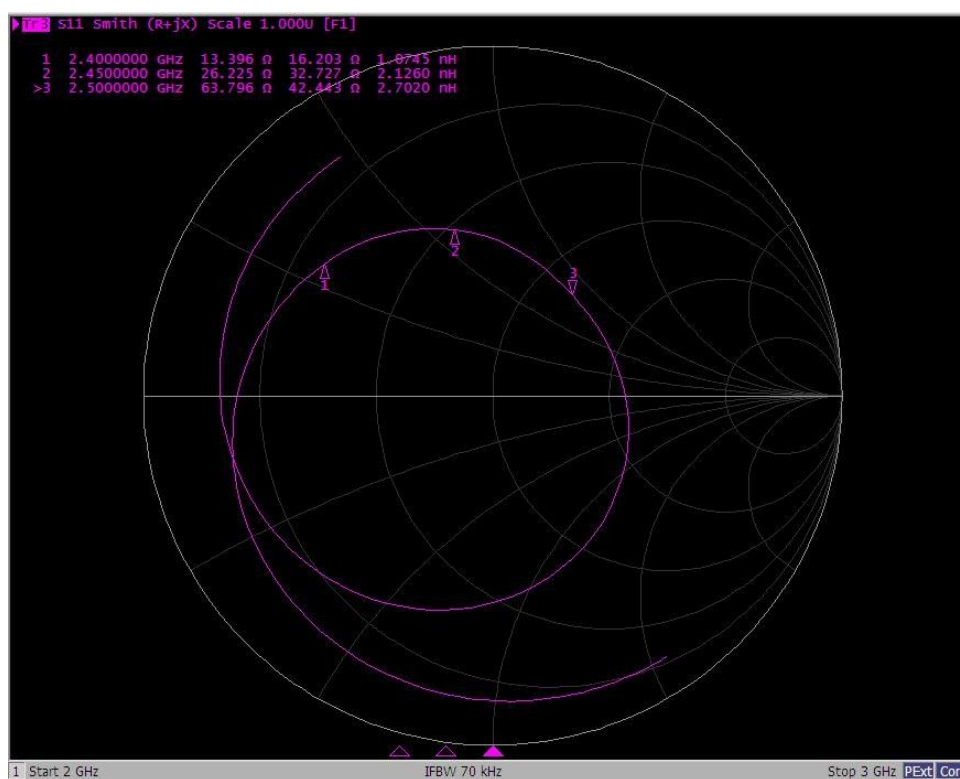 Tr3 S11 Smith (R+jX) Scale 1.000U [F1]
1 2.4000000 GHz 13.396 Ω 16.203 Ω 1.0745 nH
2 2.4500000 GHz 26.225 Ω 32.727 Ω 2.1260 nH
>3 2.5000000 GHz 63.796 Ω 42.443 Ω 2.7020 nH
3
2
1
1 Start 2 GHz IFBW 70 kHz Stop 3 GHz PExt Cor